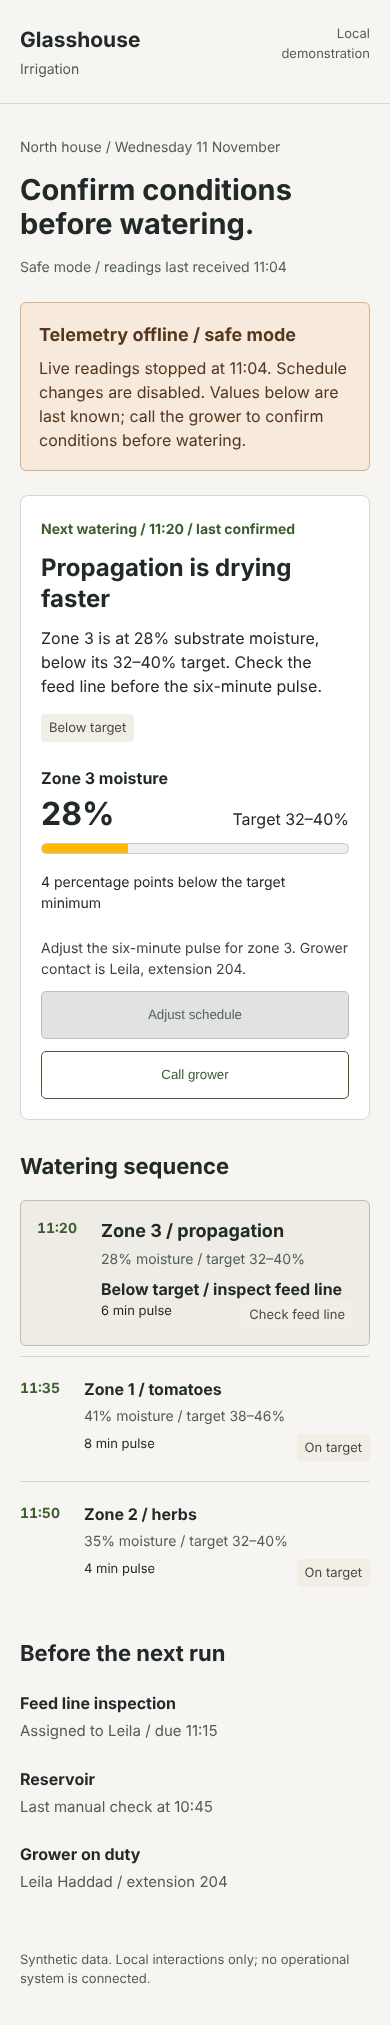 Glasshouse
Irrigation
Local
demonstration
North house / Wednesday 11 November
Confirm conditions
before watering.
Safe mode / readings last received 11:04
Telemetry offline / safe mode
Live readings stopped at 11:04. Schedule
changes are disabled. Values below are
last known; call the grower to confirm
conditions before watering.
Next watering / 11:20 / last confirmed
Propagation is drying
faster
Zone 3 is at 28% substrate moisture,
below its 32–40% target. Check the
feed line before the six-minute pulse.
Below target
Zone 3 moisture
28%
Target 32–40%
4 percentage points below the target
minimum
Adjust the six-minute pulse for zone 3. Grower
contact is Leila, extension 204.
Adjust schedule
Call grower
Watering sequence
11:20
Zone 3 / propagation
28% moisture / target 32–40%
Below target / inspect feed line
6 min pulse
Check feed line
11:35
Zone 1 / tomatoes
41% moisture / target 38–46%
8 min pulse
On target
11:50
Zone 2 / herbs
35% moisture / target 32–40%
4 min pulse
On target
Before the next run
Feed line inspection
Assigned to Leila / due 11:15
Reservoir
Last manual check at 10:45
Grower on duty
Leila Haddad / extension 204
Synthetic data. Local interactions only; no operational
system is connected.